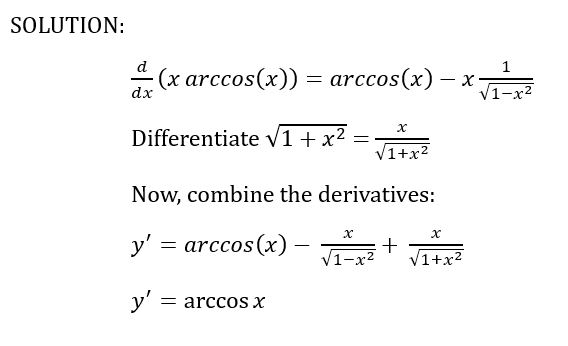 SOLUTION:
d/dx (x arccos(x)) = arccos(x) − x 1/√(1−x²)
Differentiate √(1 + x²) = x/√(1+x²)
Now, combine the derivatives:
y′ = arccos(x) − x/√(1−x²) + x/√(1+x²)
y′ = arccos x